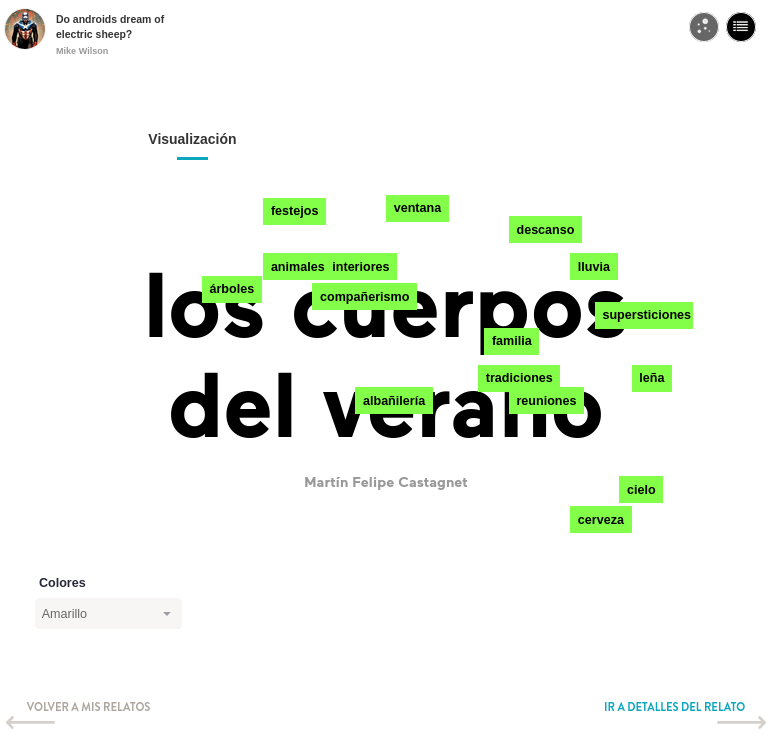 Do androids dream of
electric sheep?
Mike Wilson
Visualización
festejos
ventana
descanso
animales interiores
lluvia
árboles
compañerismo
los cuerpos
supersticiones
familia
tradiciones
leña
albañilería
reuniones
del verano
Martín Felipe Castagnet
cielo
cerveza
Colores
Amarillo
VOLVER A MIS RELATOS
IR A DETALLES DEL RELATO